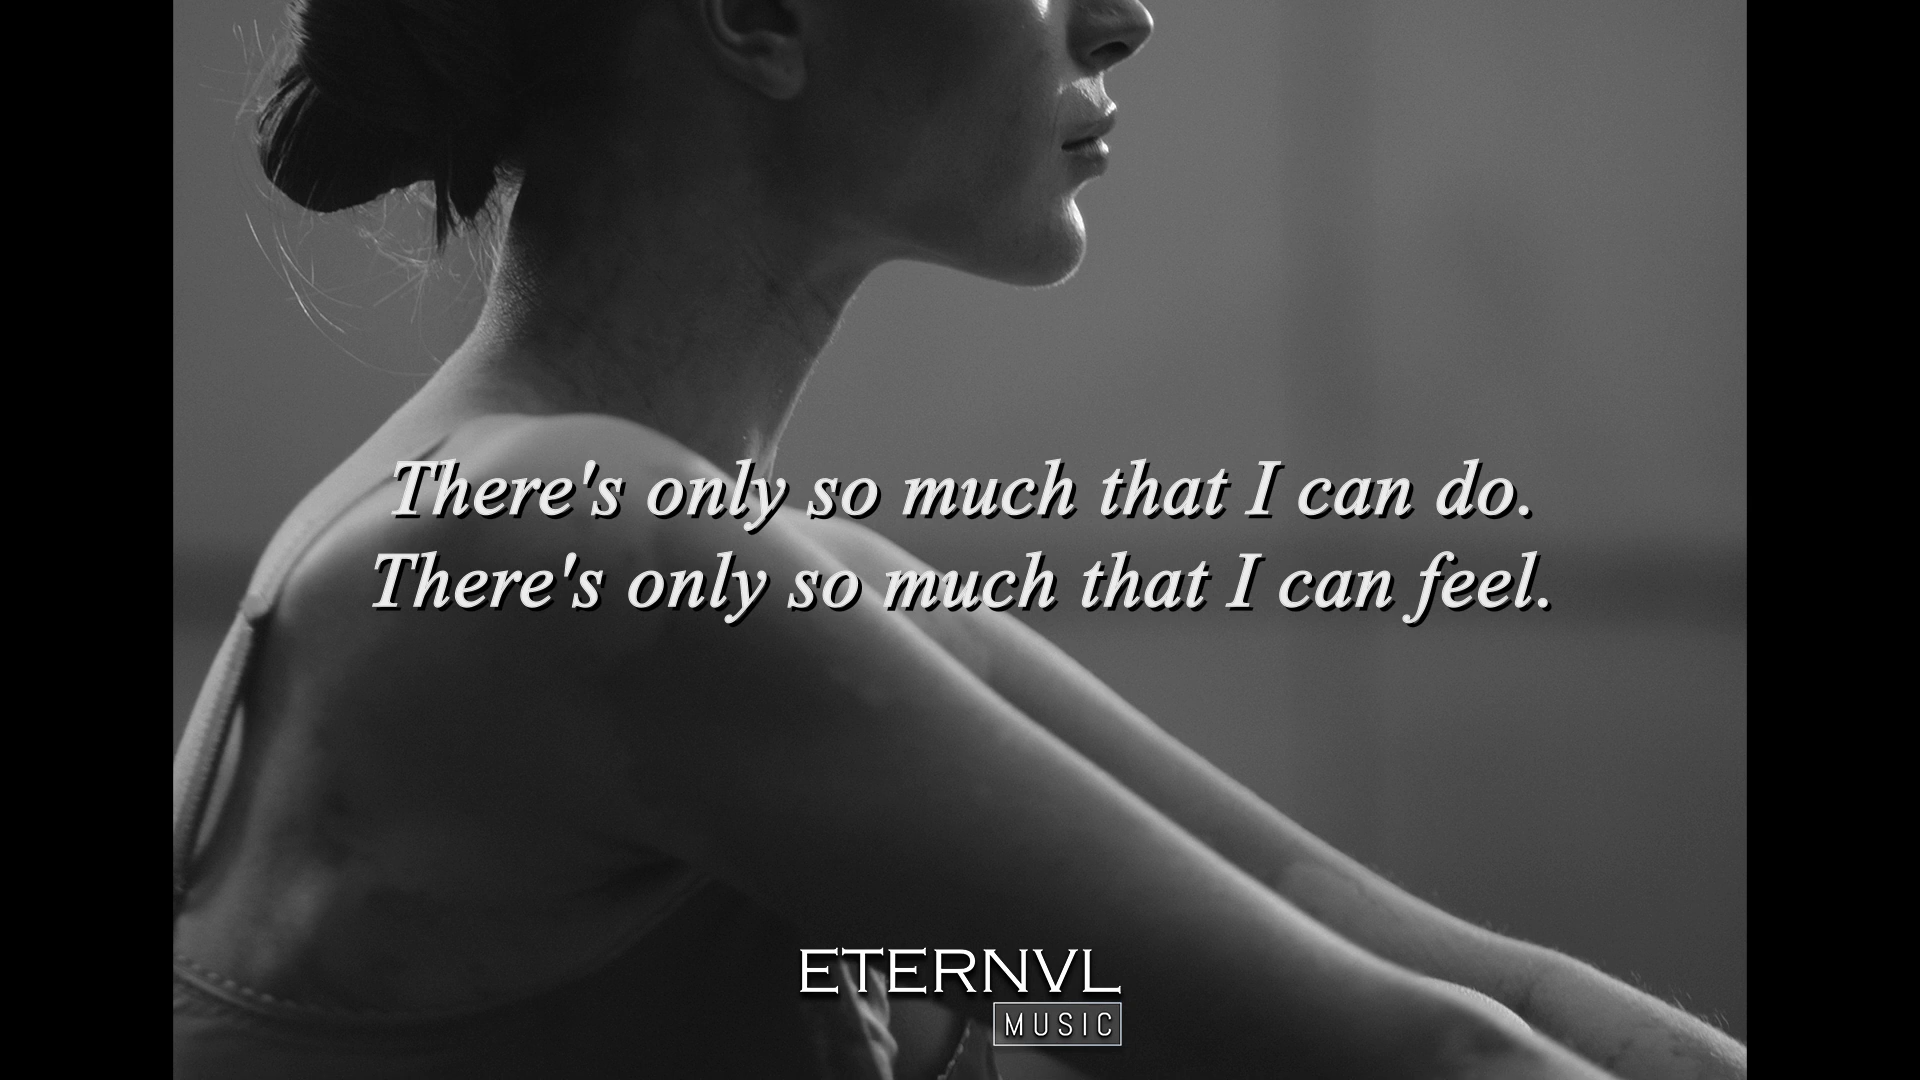 There's only so much that I can do.
There's only so much that I can feel.
ETERNVL
MUSIC